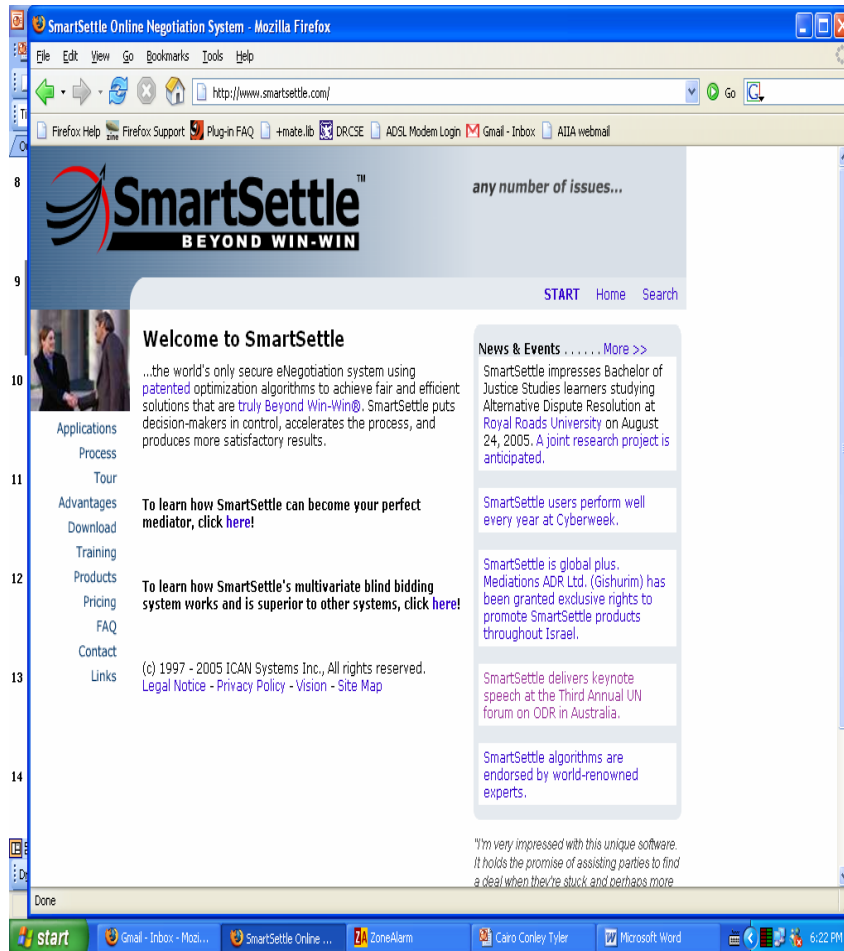 SmartSettle Online Negotiation System - Mozilla Firefox
File Edit View Go Bookmarks Tools Help
http://www.smartsettle.com/
Go
G
Firefox Help
Firefox Support
Plug-in FAQ
+mate.lib
DRCSE
ADSL Modem Login
Gmail - Inbox
AIIA webmail
8
9
10
11
12
13
14
SmartSettle™
BEYOND WIN-WIN
any number of issues...
START Home Search
Applications
Process
Tour
Advantages
Download
Training
Products
Pricing
FAQ
Contact
Links
Welcome to SmartSettle
...the world's only secure eNegotiation system using
patented optimization algorithms to achieve fair and efficient
solutions that are truly Beyond Win-Win®. SmartSettle puts
decision-makers in control, accelerates the process, and
produces more satisfactory results.
To learn how SmartSettle can become your perfect
mediator, click here!
To learn how SmartSettle's multivariate blind bidding
system works and is superior to other systems, click here!
(c) 1997 - 2005 ICAN Systems Inc., All rights reserved.
Legal Notice - Privacy Policy - Vision - Site Map
News & Events . . . . . . More >>
SmartSettle impresses Bachelor of
Justice Studies learners studying
Alternative Dispute Resolution at
Royal Roads University on August
24, 2005. A joint research project is
anticipated.
SmartSettle users perform well
every year at Cyberweek.
SmartSettle is global plus.
Mediations ADR Ltd. (Gishurim) has
been granted exclusive rights to
promote SmartSettle products
throughout Israel.
SmartSettle delivers keynote
speech at the Third Annual UN
forum on ODR in Australia.
SmartSettle algorithms are
endorsed by world-renowned
experts.
"I'm very impressed with this unique software.
It holds the promise of assisting parties to find
a deal when they're stuck and perhaps more
Done
start
Gmail - Inbox - Mozi...
SmartSettle Online ...
ZA ZoneAlarm
Cairo Conley Tyler
Microsoft Word
6:22 PM